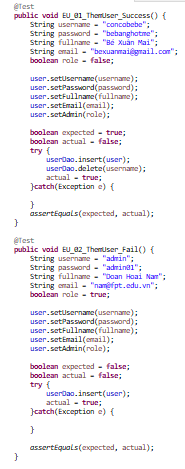 @Test
public void EU_01_ThemUser_Success() {
String username = "concobebe";
String password = "bebanghotme";
String fullname = "Bé Xuân Mai";
String email = "bexuanmai@gmail.com";
boolean role = false;
user.setUsername(username);
user.setPassword(password);
user.setFullname(fullname);
user.setEmail(email);
user.setAdmin(role);
boolean expected = true;
boolean actual = false;
try {
userDao.insert(user);
userDao.delete(username);
actual = true;
}catch(Exception e) {
}
assertEquals(expected, actual);
}
@Test
public void EU_02_ThemUser_Fail() {
String username = "admin";
String password = "admin01";
String fullname = "Doan Hoai Nam";
String email = "nam@fpt.edu.vn";
boolean role = true;
user.setUsername(username);
user.setPassword(password);
user.setFullname(fullname);
user.setEmail(email);
user.setAdmin(role);
boolean expected = false;
boolean actual = false;
try {
userDao.insert(user);
actual = true;
}catch(Exception e) {
}
assertEquals(expected, actual);
}